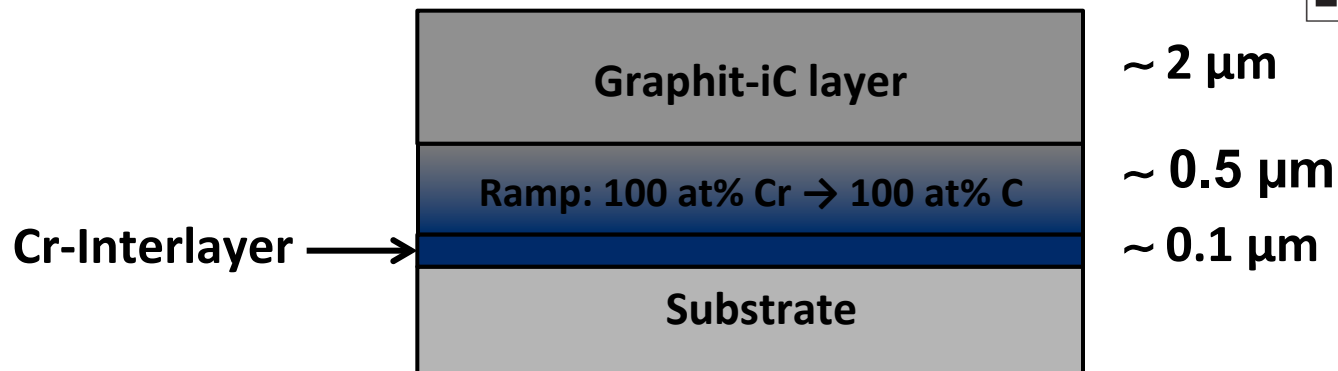 Graphit-iC layer
~ 2 µm
Ramp: 100 at% Cr → 100 at% C
~ 0.5 µm
Cr-Interlayer
~ 0.1 µm
Substrate